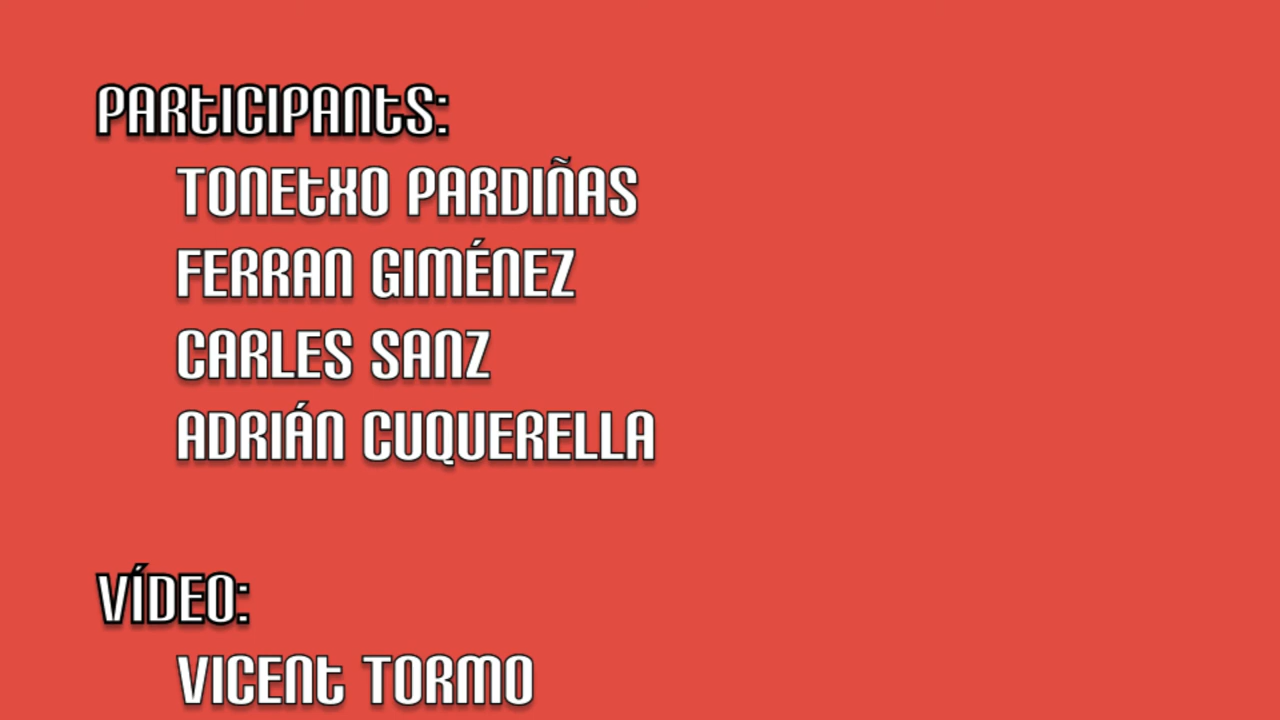 PARTICIPANTS:
TONETXO PARDIÑAS
FERRAN GIMÉNEZ
CARLES SANZ
ADRIÁN CUQUERELLA
VÍDEO:
VICENT TORMO